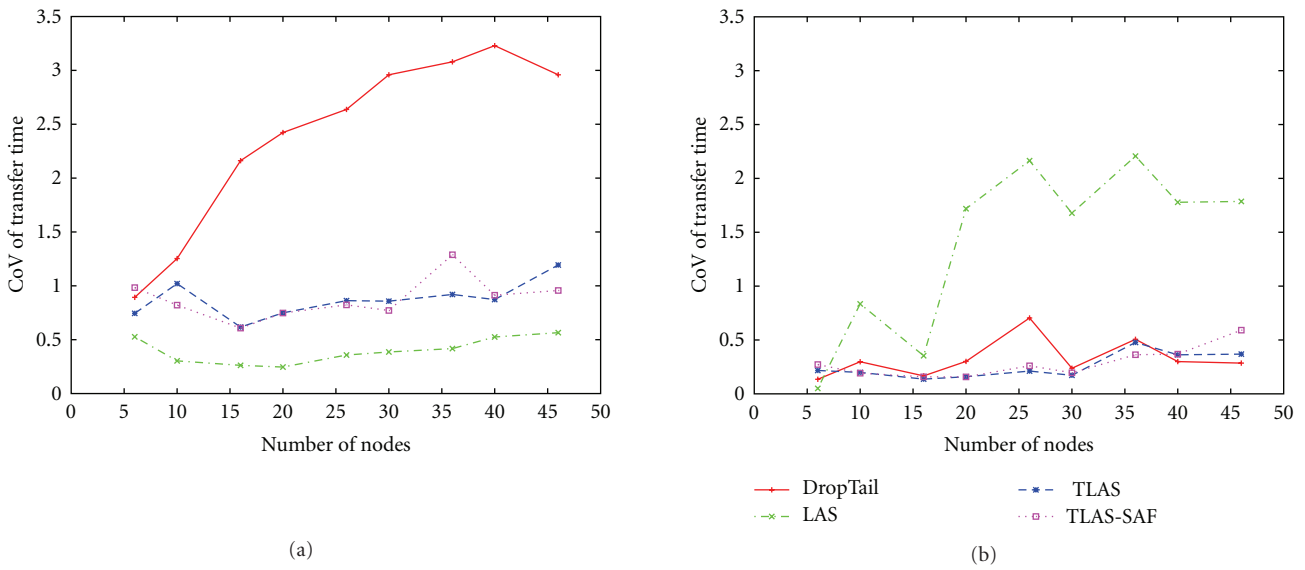 3.5
3
2.5
2
1.5
1
0.5
0
0 5 10 15 20 25 30 35 40 45 50
CoV of transfer time
Number of nodes
(a)
3.5
3
2.5
2
1.5
1
0.5
0
0 5 10 15 20 25 30 35 40 45 50
CoV of transfer time
Number of nodes
DropTail
LAS
TLAS
TLAS-SAF
(b)